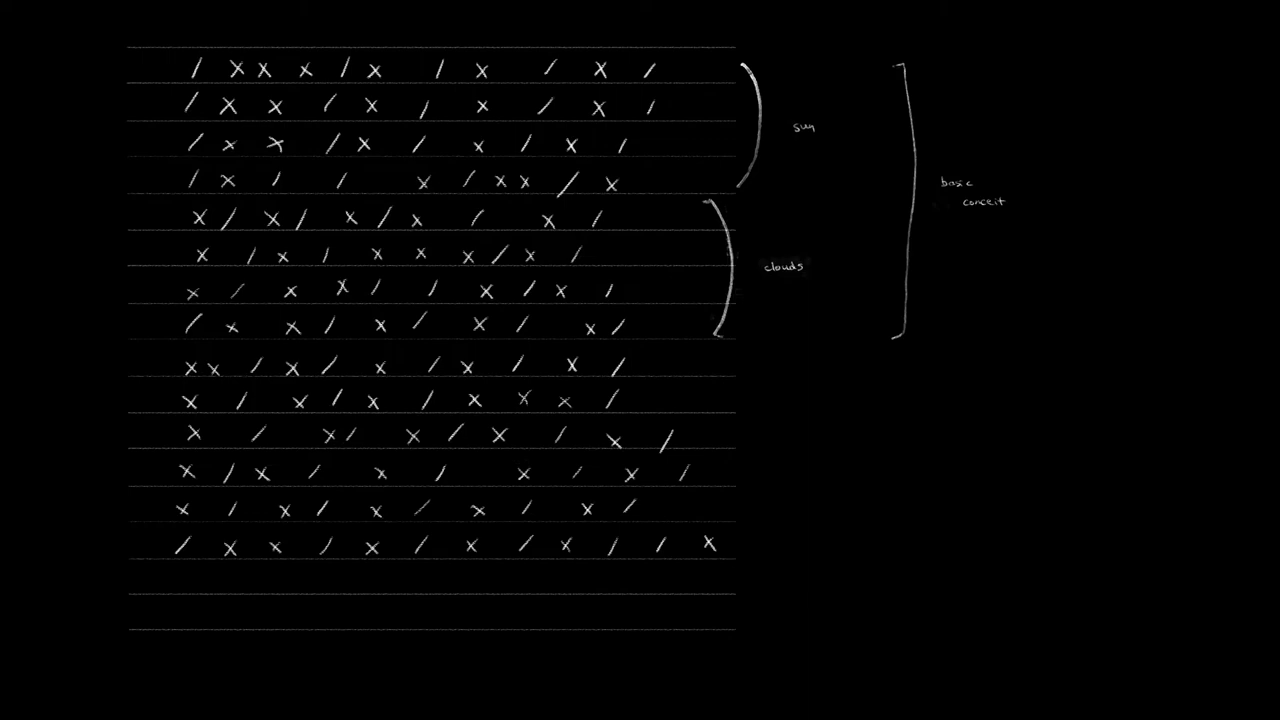 / x x x / x / x / x /
/ x x / x / x / x /
/ x x / x / x / x /
/ x / / x / x x / x
x / x / x / x / x /
x / x / x x x / x /
x / x x / / x / x /
/ x x / x / x / x /
x x / x / x / x / x /
x / x / x / x x x /
x / x / x / x / x /
x / x / x / x / x /
x / x / x / x / x /
/ x x / x / x / x / / x
sun
clouds
basic
conceit